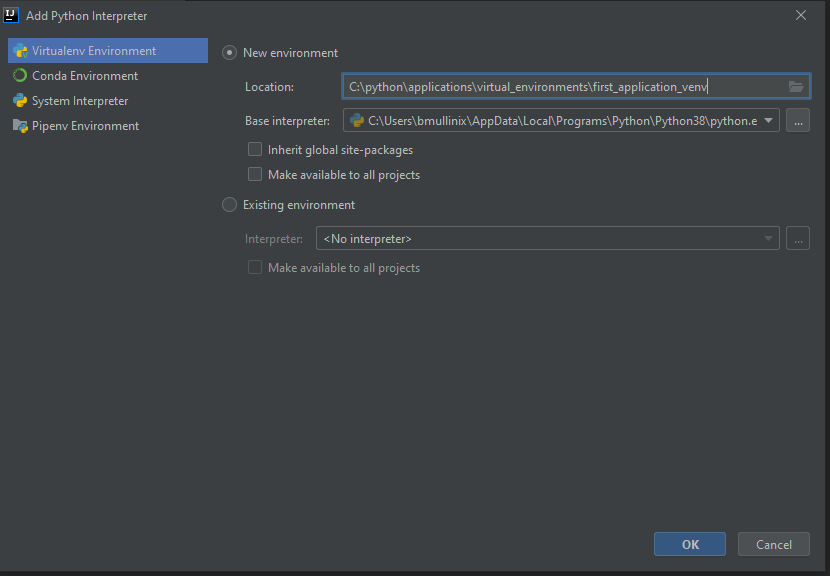 IJ Add Python Interpreter
Virtualenv Environment
Conda Environment
System Interpreter
Pipenv Environment
New environment
Location: C:\python\applications\virtual_environments\first_application_venv
Base interpreter: C:\Users\bmullinix\AppData\Local\Programs\Python\Python38\python.e ...
Inherit global site-packages
Make available to all projects
Existing environment
Interpreter: <No interpreter> ...
Make available to all projects
OK Cancel